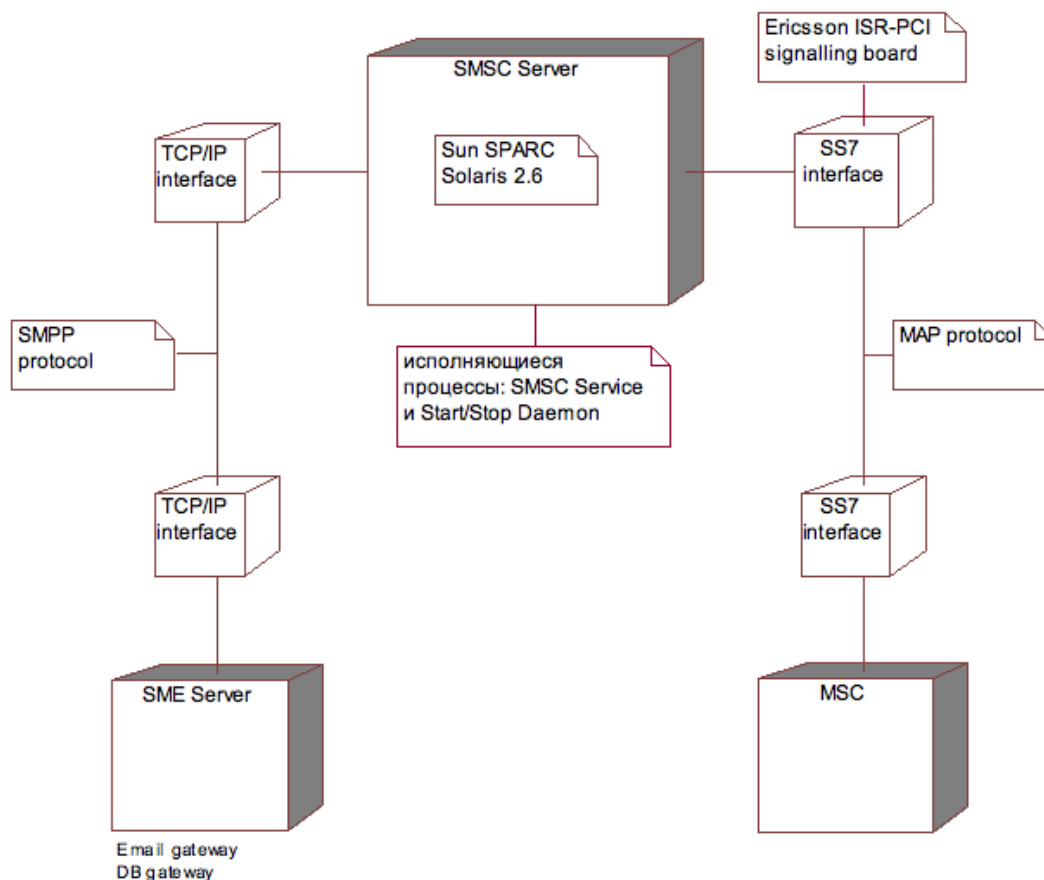 Ericsson ISR-PCI
signalling board
SMSC Server
TCP/IP
interface
Sun SPARC
Solaris 2.6
SS7
interface
SMPP
protocol
исполняющиеся
процессы: SMSC Service
и Start/Stop Daemon
MAP protocol
TCP/IP
interface
SS7
interface
SME Server
MSC
Email gateway
DB gateway